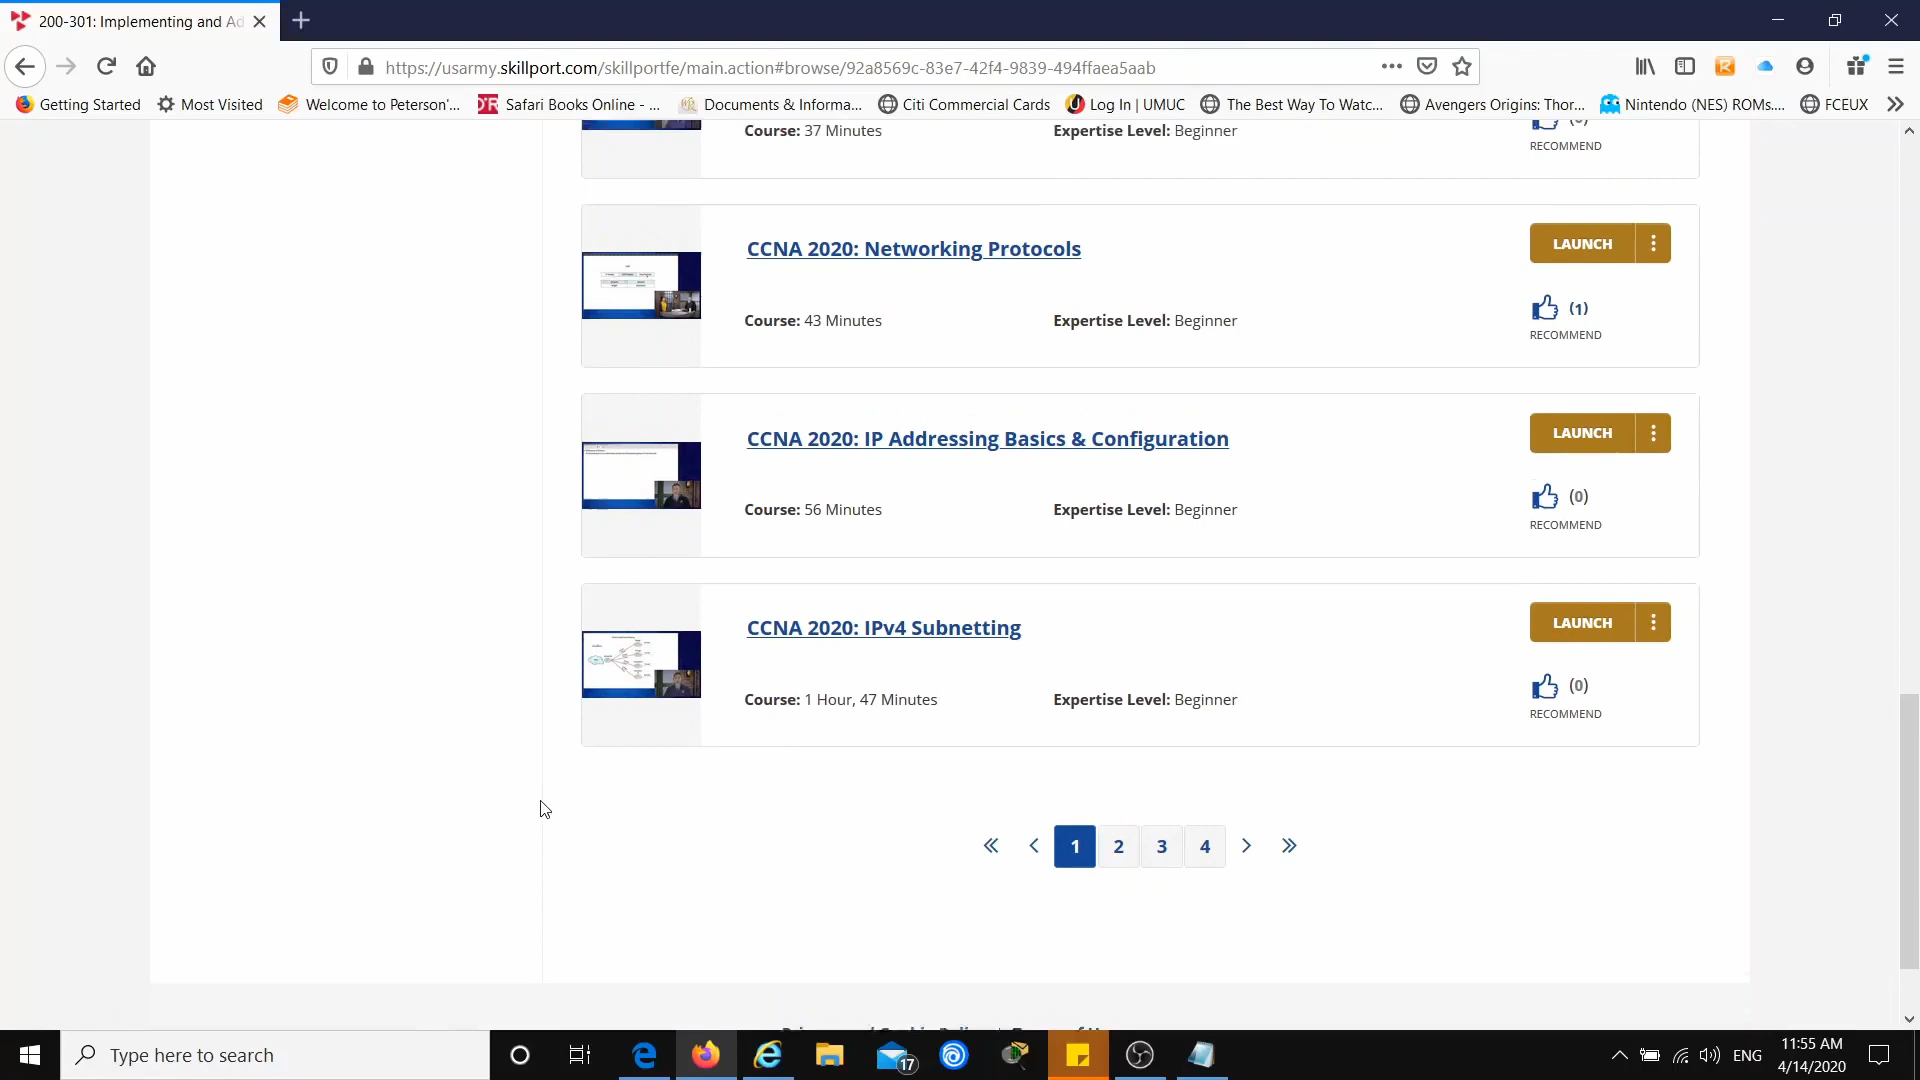 200-301: Implementing and Ad
https://usarmy.skillport.com/skillportfe/main.action#browse/92a8569c-83e7-42f4-9839-494ffaea5aab
Getting Started
Most Visited
Welcome to Peterson'...
Safari Books Online - ...
Documents & Informa...
Citi Commercial Cards
Log In | UMUC
The Best Way To Watc...
Avengers Origins: Thor...
Nintendo (NES) ROMs....
FCEUX
Course: 37 Minutes
Expertise Level: Beginner
RECOMMEND
CCNA 2020: Networking Protocols
LAUNCH
(1)
Course: 43 Minutes
Expertise Level: Beginner
RECOMMEND
CCNA 2020: IP Addressing Basics & Configuration
LAUNCH
(0)
Course: 56 Minutes
Expertise Level: Beginner
RECOMMEND
CCNA 2020: IPv4 Subnetting
LAUNCH
(0)
Course: 1 Hour, 47 Minutes
Expertise Level: Beginner
RECOMMEND
« < 1 2 3 4 > »
Type here to search
17
ENG
11:55 AM
4/14/2020